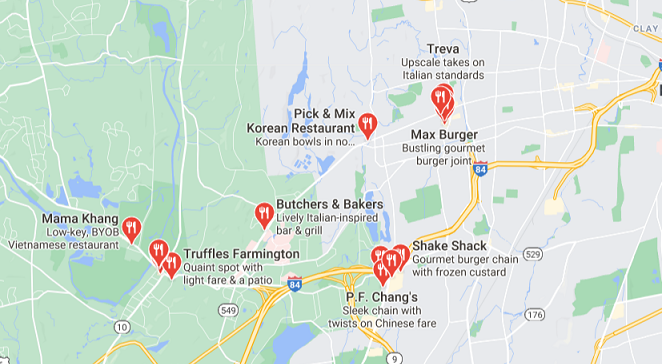 CLAY
Treva
Upscale takes on
Italian standards
Pick & Mix
Korean Restaurant
Korean bowls in no...
Max Burger
Bustling gourmet
burger joint
84
Butchers & Bakers
Lively Italian-inspired
bar & grill
Mama Khang
Low-key, BYOB
Vietnamese restaurant
Truffles Farmington
Quaint spot with
light fare & a patio
Shake Shack
Gourmet burger chain
with frozen custard
529
84
P.F. Chang's
Sleek chain with
twists on Chinese fare
549
176
10
9